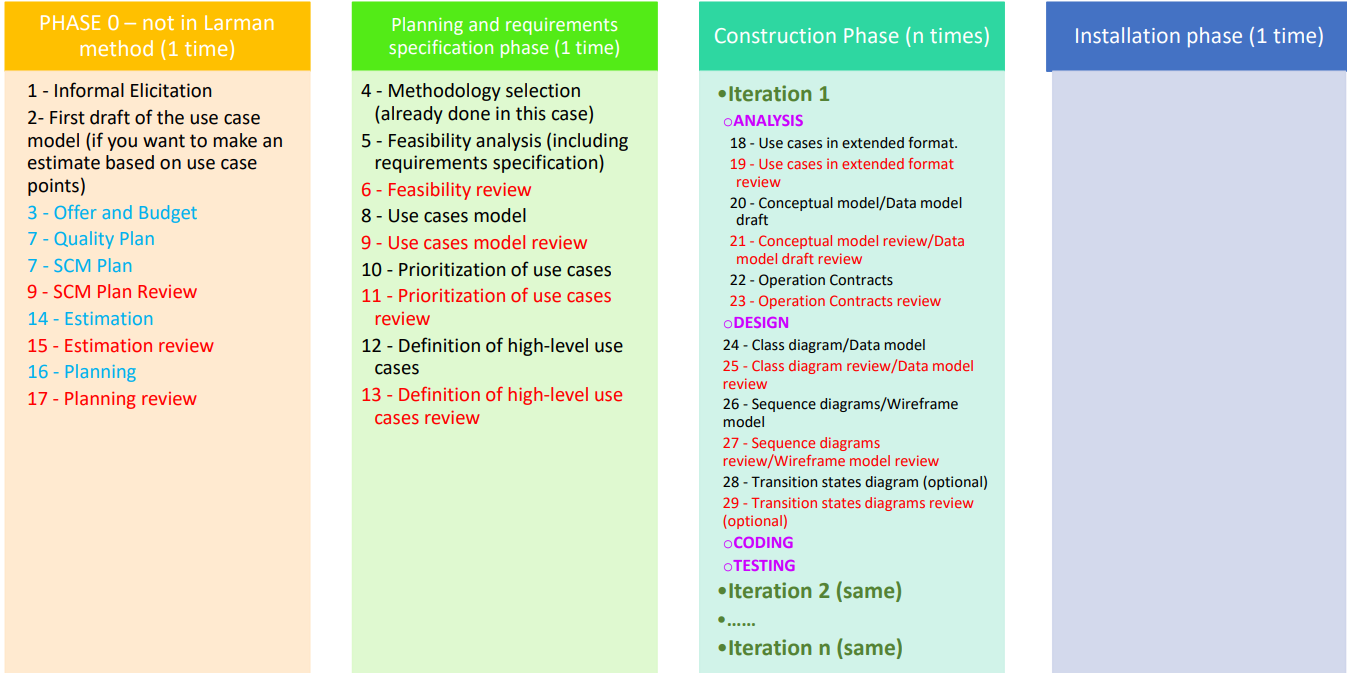 PHASE 0 – not in Larman
method (1 time)
1 - Informal Elicitation
2- First draft of the use case
model (if you want to make an
estimate based on use case
points)
3 - Offer and Budget
7 - Quality Plan
7 - SCM Plan
9 - SCM Plan Review
14 - Estimation
15 - Estimation review
16 - Planning
17 - Planning review
Planning and requirements
specification phase (1 time)
4 - Methodology selection
(already done in this case)
5 - Feasibility analysis (including
requirements specification)
6 - Feasibility review
8 - Use cases model
9 - Use cases model review
10 - Prioritization of use cases
11 - Prioritization of use cases
review
12 - Definition of high-level use
cases
13 - Definition of high-level use
cases review
Construction Phase (n times)
•Iteration 1
oANALYSIS
18 - Use cases in extended format.
19 - Use cases in extended format
review
20 - Conceptual model/Data model
draft
21 - Conceptual model review/Data
model draft review
22 - Operation Contracts
23 - Operation Contracts review
oDESIGN
24 - Class diagram/Data model
25 - Class diagram review/Data model
review
26 - Sequence diagrams/Wireframe
model
27 - Sequence diagrams
review/Wireframe model review
28 - Transition states diagram (optional)
29 - Transition states diagrams review
(optional)
oCODING
oTESTING
•Iteration 2 (same)
•......
•Iteration n (same)
Installation phase (1 time)